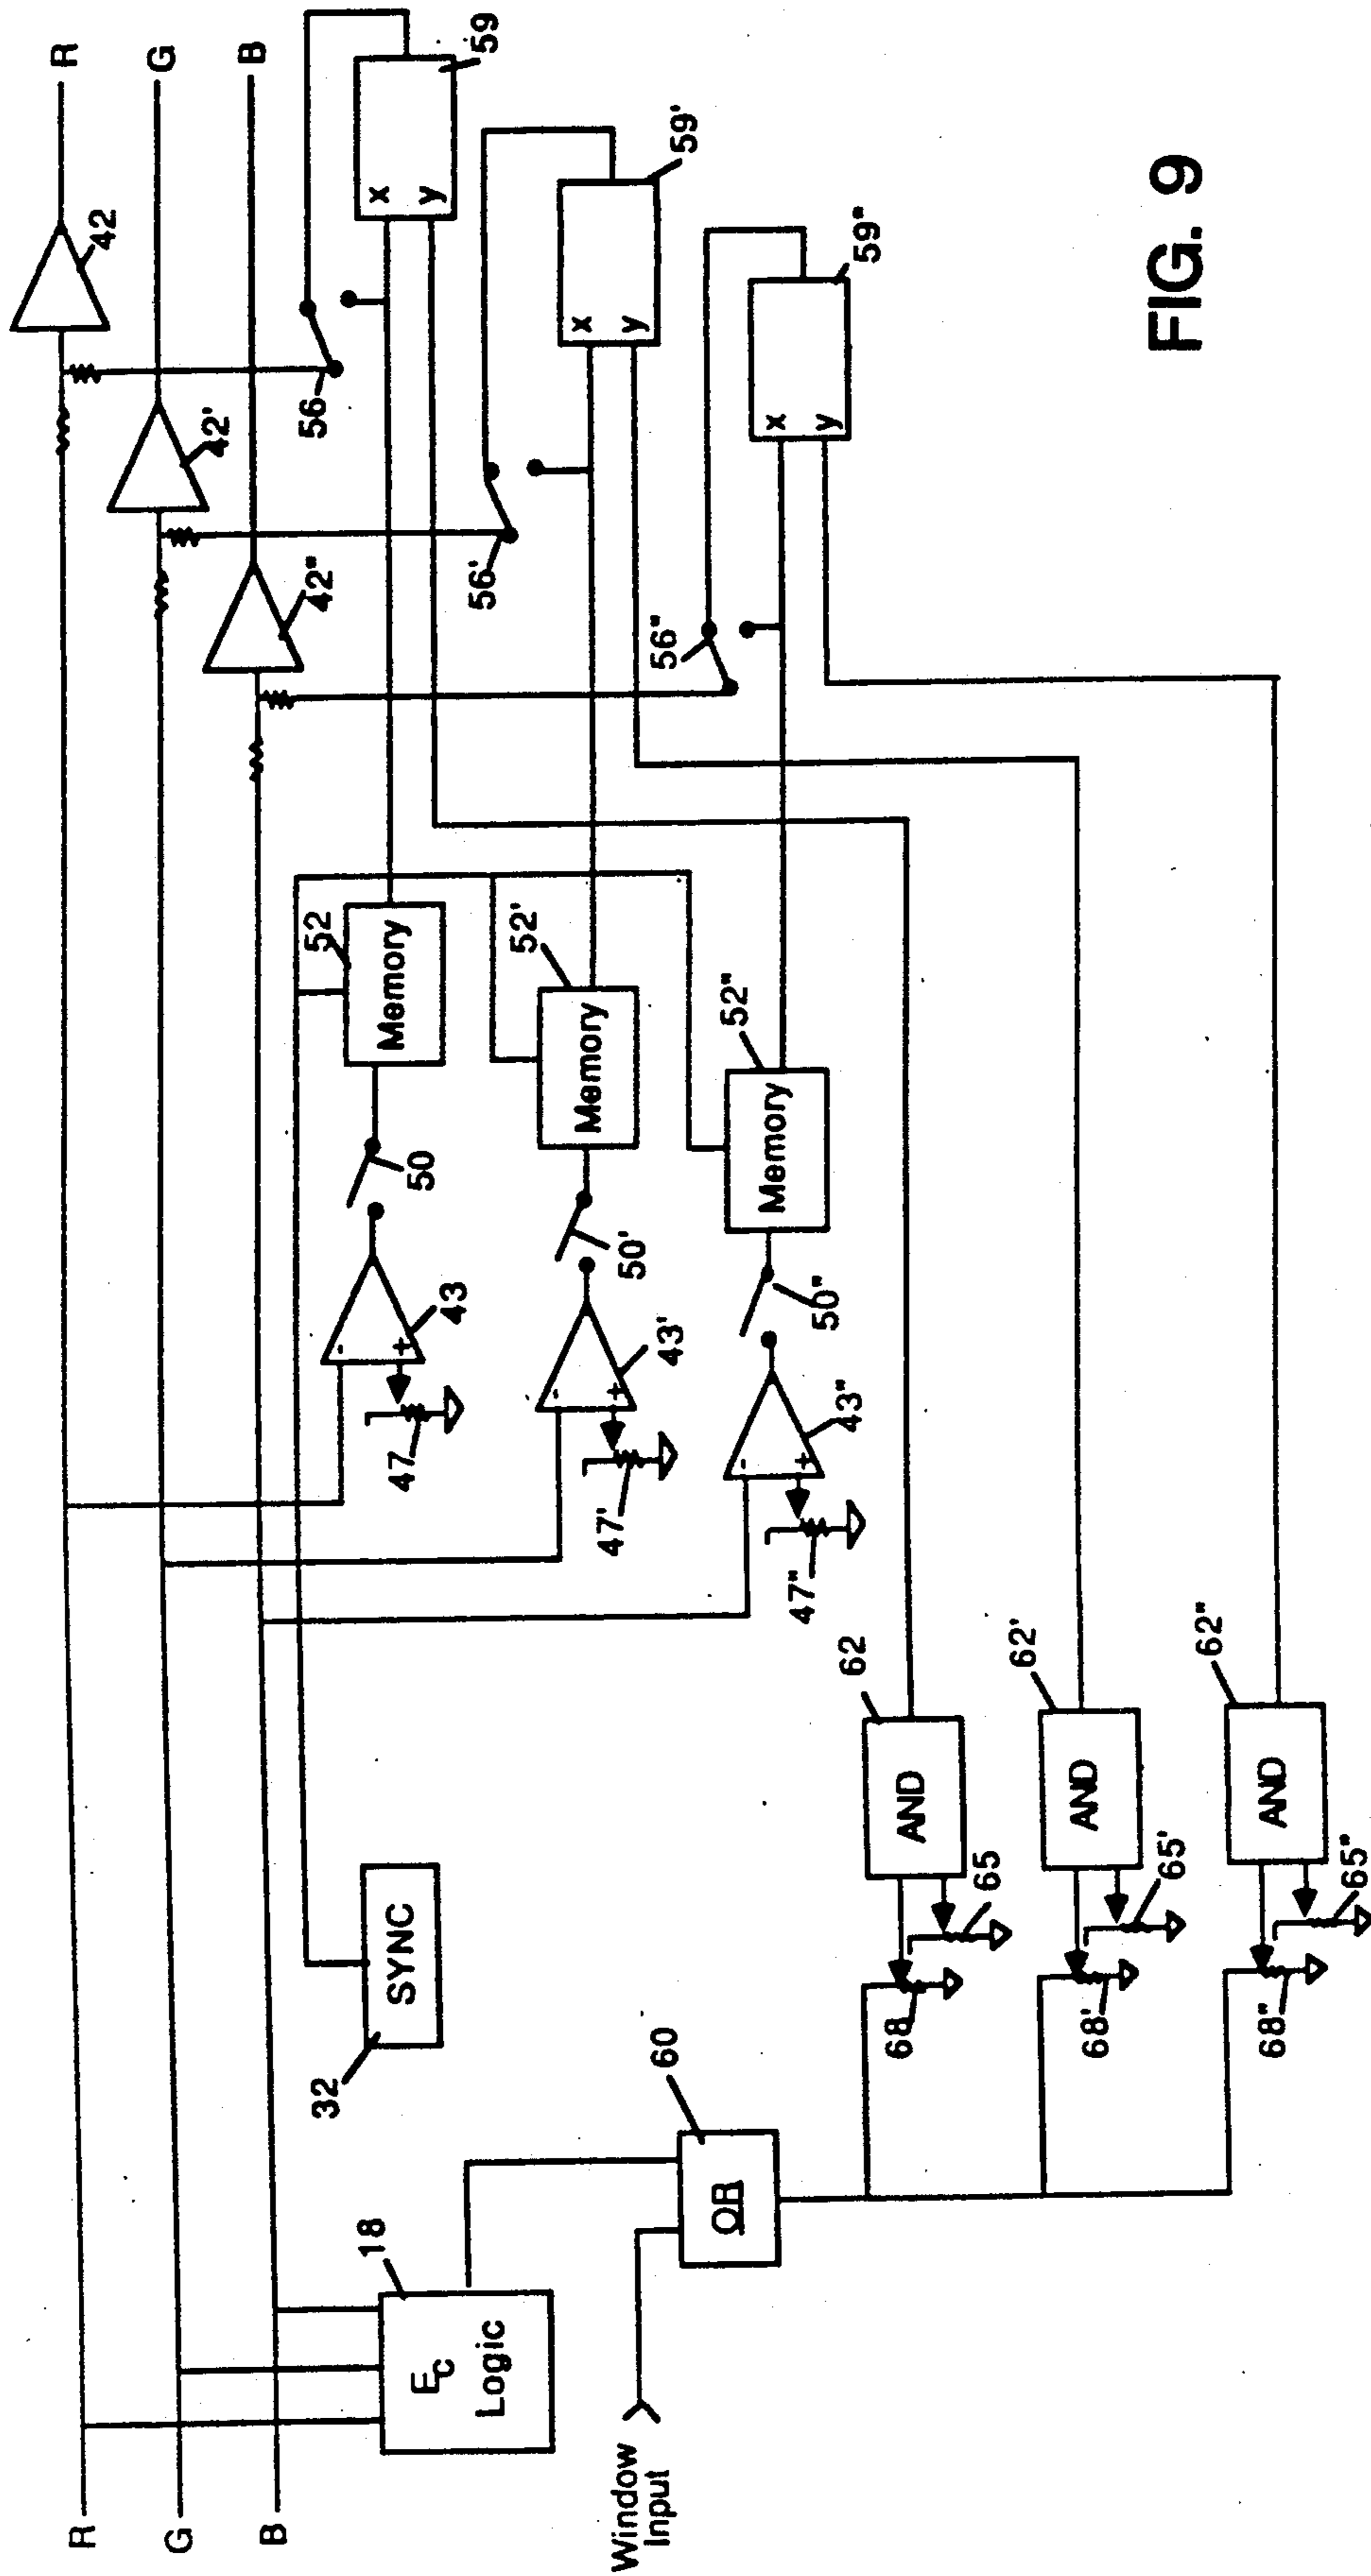 R
G
B
R
G
B
42
42'
42"
18
E_C
Logic
32
SYNC
Window
Input
60
OR
47
43
50
52
Memory
56
x
y
59
47'
43'
50'
52'
Memory
56'
x
y
59'
47"
43"
50"
52"
Memory
56"
x
y
59"
68
65
62
AND
68'
65'
62'
AND
68"
65"
62"
AND
FIG. 9